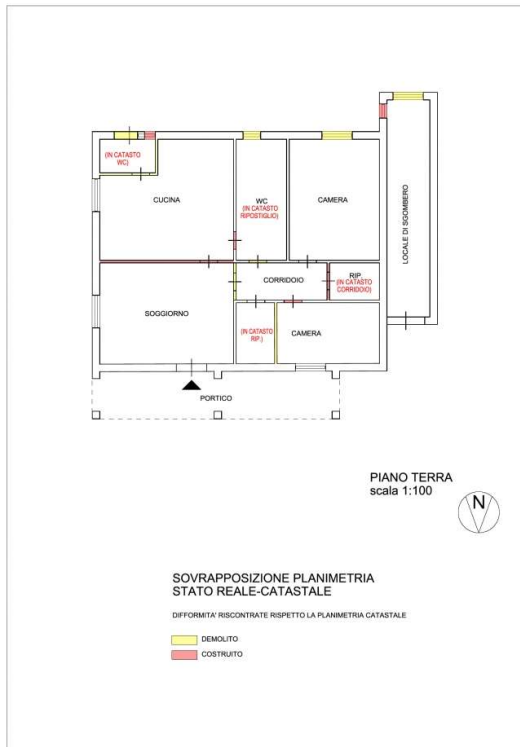 (IN CATASTO
WC)
CUCINA
WC
(IN CATASTO
RIPOSTIGLIO)
CAMERA
LOCALE DI SGOMBERO
CORRIDOIO
RIP.
(IN CATASTO
CORRIDOIO)
SOGGIORNO
(IN CATASTO
RIP.)
CAMERA
PORTICO
PIANO TERRA
scala 1:100
N
SOVRAPPOSIZIONE PLANIMETRIA
STATO REALE-CATASTALE
DIFFORMITA' RISCONTRATE RISPETTO LA PLANIMETRIA CATASTALE
DEMOLITO
COSTRUITO